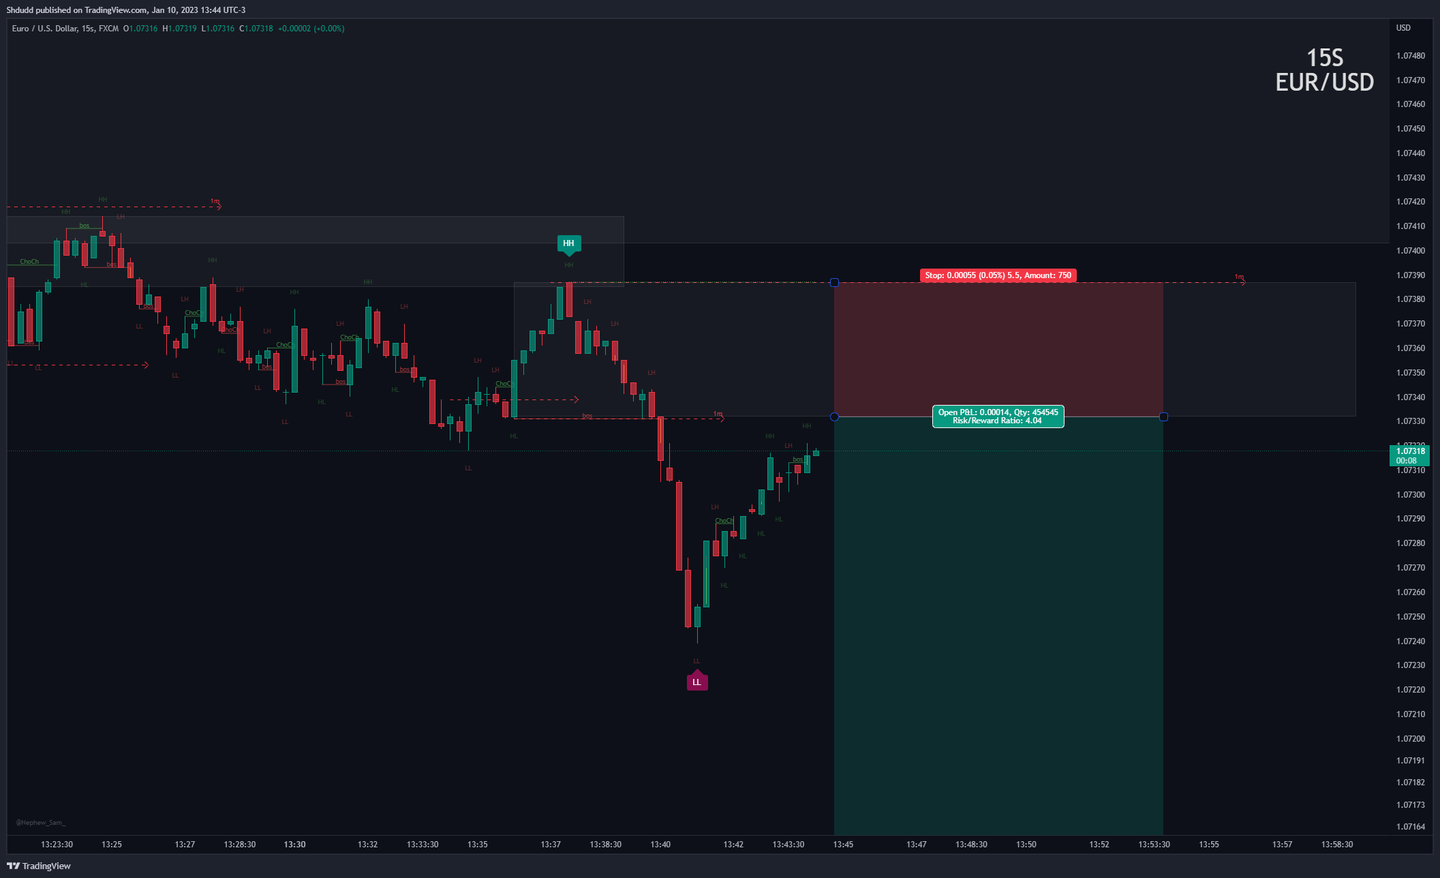 Shdudd published on TradingView.com, Jan 10, 2023 13:44 UTC-3
Euro / U.S. Dollar, 15s, FXCM O1.07316 H1.07319 L1.07316 C1.07318 +0.00002 (+0.00%)
USD
15S
EUR/USD
1.07480
1.07470
1.07460
1.07450
1.07440
1.07430
1.07420
1.07410
1.07400
1.07390
1.07380
1.07370
1.07360
1.07350
1.07340
1.07330
1.07320
1.07318
00:08
1.07310
1.07300
1.07290
1.07280
1.07270
1.07260
1.07250
1.07240
1.07230
1.07220
1.07210
1.07200
1.07191
1.07182
1.07173
1.07164
1m
HH
HH
LH
bos
ChoCh
bos
HL
HH
LH
LH
bos
ChoCh
LL
HL
LL
HH
LH
ChoCh
bos
LL
LL
HH
LH
LH
ChoCh
bos
bos
HL
LL
HL
LH
LH
ChoCh
LL
HL
HH
HH
LH
LH
LH
bos
1m
Stop: 0.00055 (0.05%) 5.5, Amount: 750
1m
Open P&L: 0.00014, Qty: 454545
Risk/Reward Ratio: 4.04
HH
HH
LH
bos
LH
ChoCh
HL
HL
HL
HL
LL
LL
@Nephew_Sam_
13:23:30 13:25 13:27 13:28:30 13:30 13:32 13:33:30 13:35 13:37 13:38:30 13:40 13:42 13:43:30 13:45 13:47 13:48:30 13:50 13:52 13:53:30 13:55 13:57 13:58:30
TradingView